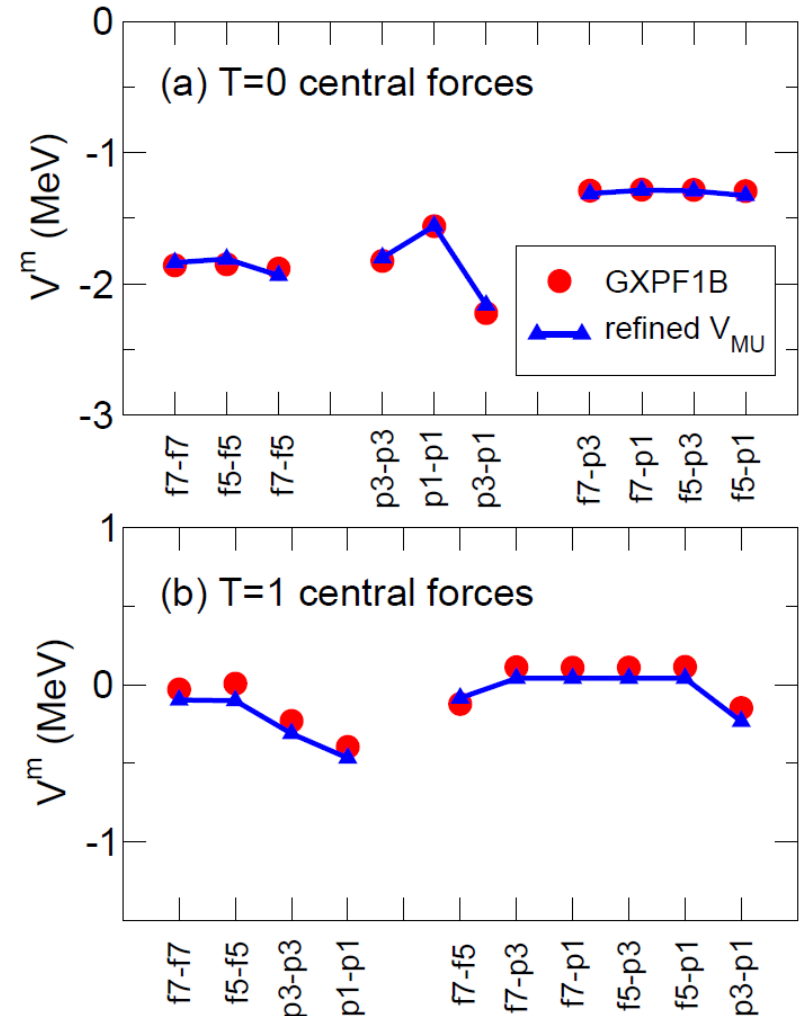 0
(a) T=0 central forces
-1
V^m (MeV)
GXPF1B
-2
refined V_MU
-3
f7-f7
f5-f5
f7-f5
p3-p3
p1-p1
p3-p1
f7-p3
f7-p1
f5-p3
f5-p1
1
(b) T=1 central forces
0
V^m (MeV)
-1
f7-f7
f5-f5
p3-p3
p1-p1
f7-f5
f7-p3
f7-p1
f5-p3
f5-p1
p3-p1